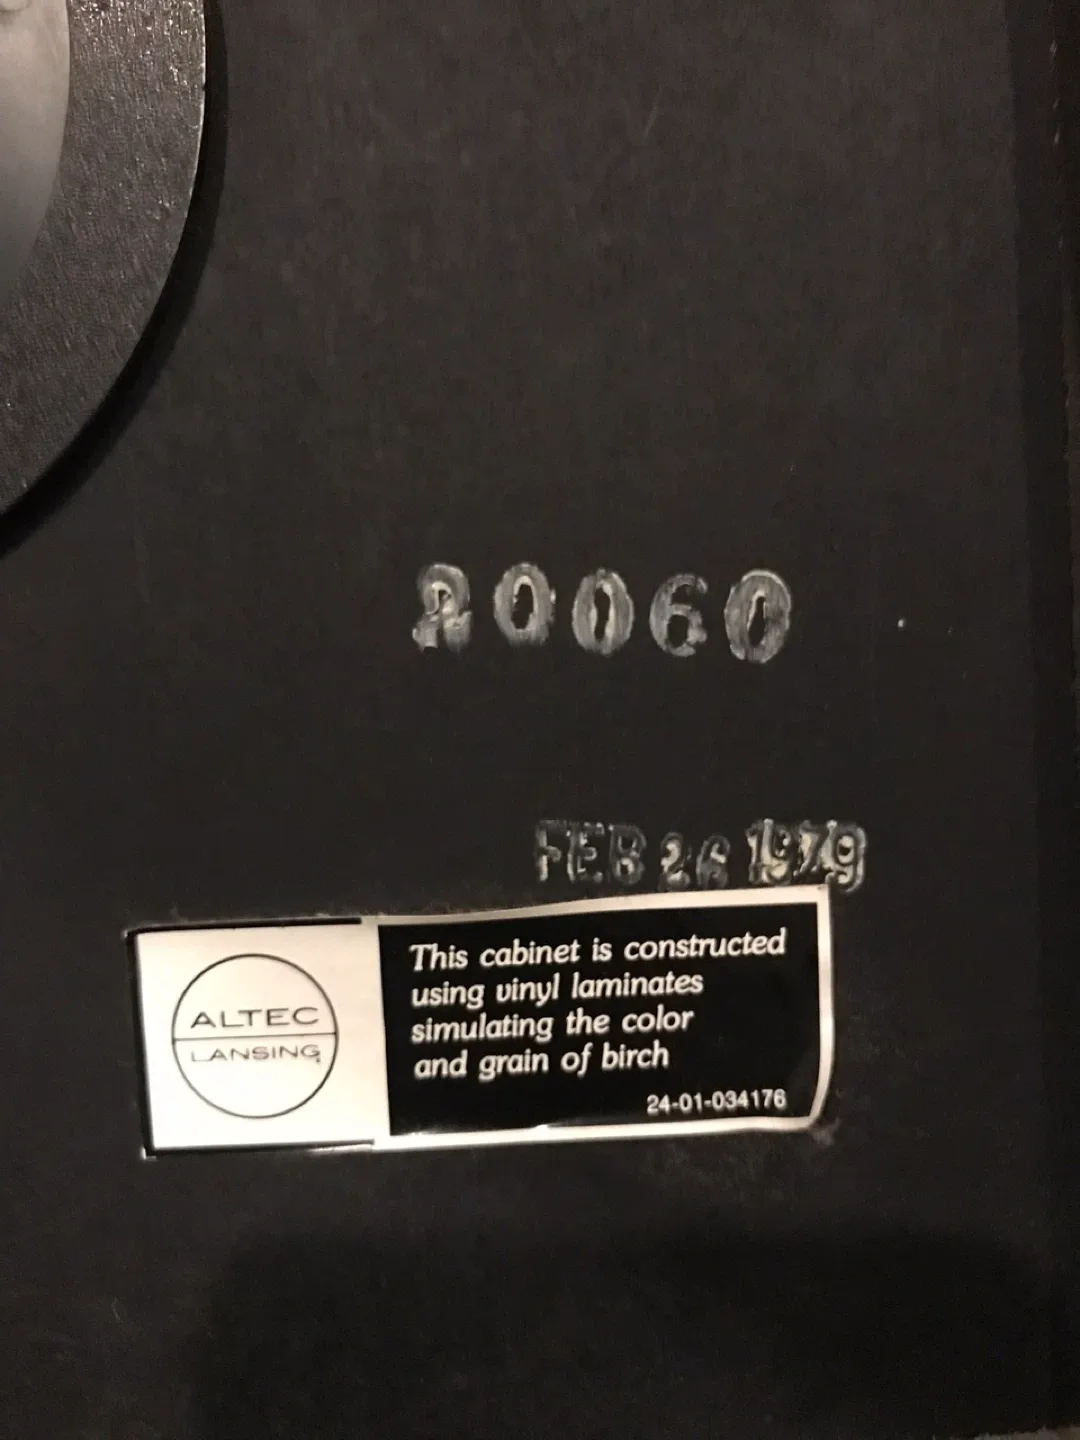 20060
FEB 26 1979
ALTEC
LANSING
This cabinet is constructed
using vinyl laminates
simulating the color
and grain of birch
24-01-034176